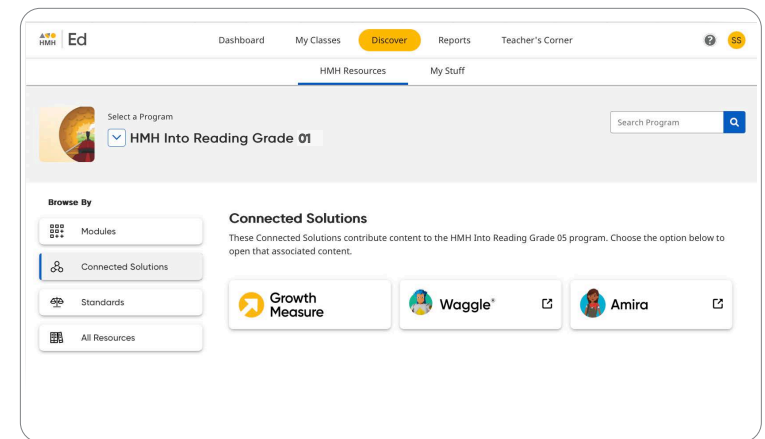 HMH Ed
Dashboard My Classes Discover Reports Teacher's Corner ? SS
HMH Resources My Stuff
Select a Program
HMH Into Reading Grade 01
Search Program
Browse By
Modules
Connected Solutions
Standards
All Resources
Connected Solutions
These Connected Solutions contribute content to the HMH Into Reading Grade 05 program. Choose the option below to
open that associated content.
Growth
Measure
Waggle®
Amira